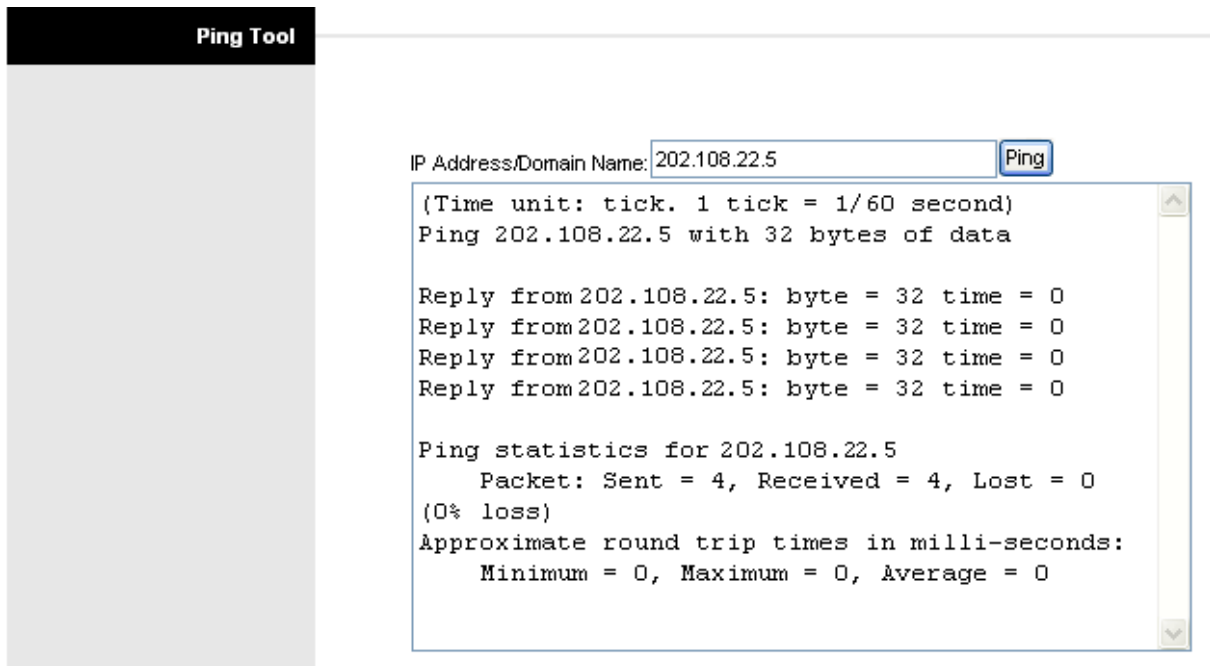 Ping Tool
IP Address/Domain Name: 202.108.22.5 Ping
(Time unit: tick. 1 tick = 1/60 second)
Ping 202.108.22.5 with 32 bytes of data
Reply from 202.108.22.5: byte = 32 time = 0
Reply from 202.108.22.5: byte = 32 time = 0
Reply from 202.108.22.5: byte = 32 time = 0
Reply from 202.108.22.5: byte = 32 time = 0
Ping statistics for 202.108.22.5
Packet: Sent = 4, Received = 4, Lost = 0
(0% loss)
Approximate round trip times in milli-seconds:
Minimum = 0, Maximum = 0, Average = 0